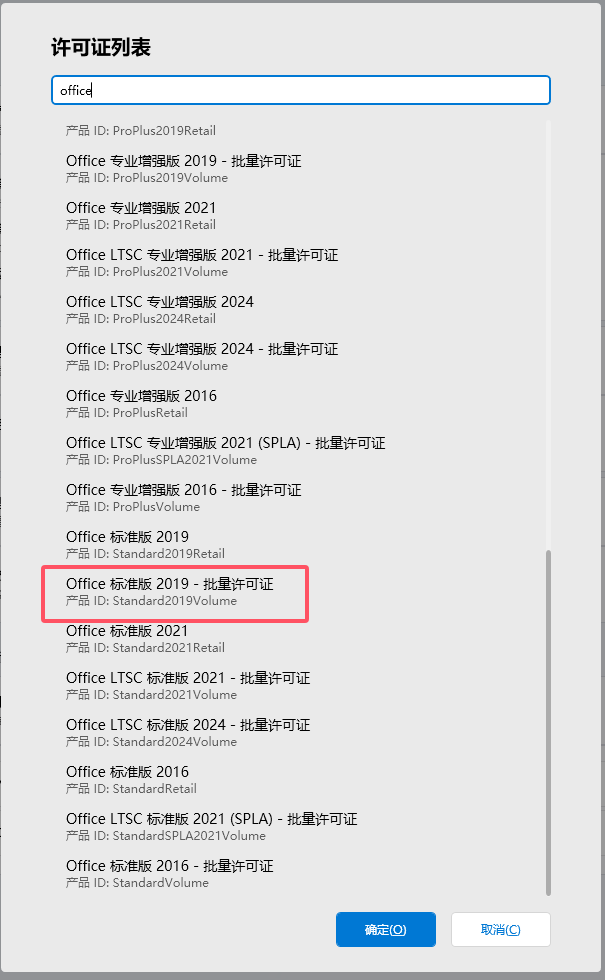 许可证列表
office
产品 ID: ProPlus2019Retail
Office 专业增强版 2019 - 批量许可证
产品 ID: ProPlus2019Volume
Office 专业增强版 2021
产品 ID: ProPlus2021Retail
Office LTSC 专业增强版 2021 - 批量许可证
产品 ID: ProPlus2021Volume
Office LTSC 专业增强版 2024
产品 ID: ProPlus2024Retail
Office LTSC 专业增强版 2024 - 批量许可证
产品 ID: ProPlus2024Volume
Office 专业增强版 2016
产品 ID: ProPlusRetail
Office LTSC 专业增强版 2021 (SPLA) - 批量许可证
产品 ID: ProPlusSPLA2021Volume
Office 专业增强版 2016 - 批量许可证
产品 ID: ProPlusVolume
Office 标准版 2019
产品 ID: Standard2019Retail
Office 标准版 2019 - 批量许可证
产品 ID: Standard2019Volume
Office 标准版 2021
产品 ID: Standard2021Retail
Office LTSC 标准版 2021 - 批量许可证
产品 ID: Standard2021Volume
Office LTSC 标准版 2024 - 批量许可证
产品 ID: Standard2024Volume
Office 标准版 2016
产品 ID: StandardRetail
Office LTSC 标准版 2021 (SPLA) - 批量许可证
产品 ID: StandardSPLA2021Volume
Office 标准版 2016 - 批量许可证
产品 ID: StandardVolume
确定(O) 取消(C)